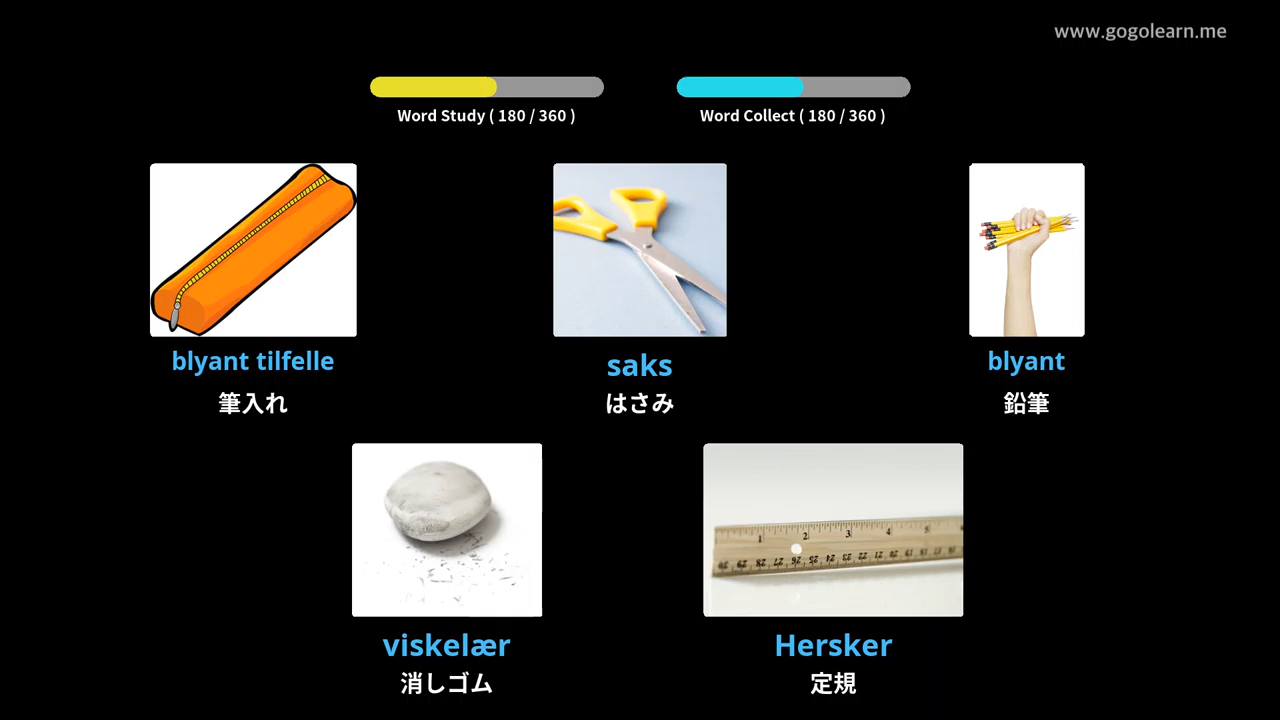 www.gogolearn.me
Word Study ( 180 / 360 )
Word Collect ( 180 / 360 )
blyant tilfelle
筆入れ
saks
はさみ
blyant
鉛筆
viskelær
消しゴム
Hersker
定規